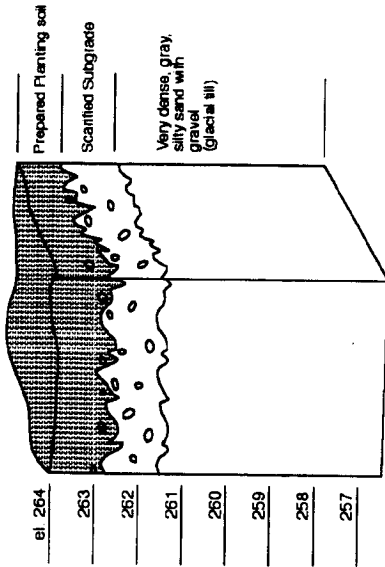 Prepared Planting soil
Scarified Subgrade
Very dense, gray,
silty sand with
gravel
(glacial till)
el. 264
263
262
261
260
259
258
257